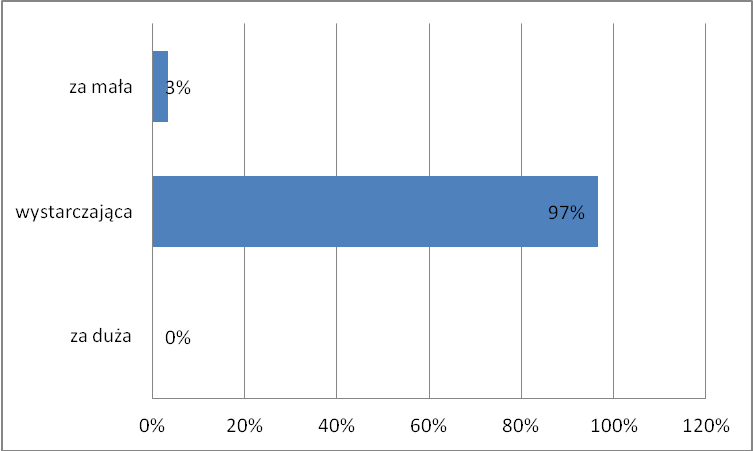 za mała 3%
wystarczająca 97%
za duża 0%
0% 20% 40% 60% 80% 100% 120%